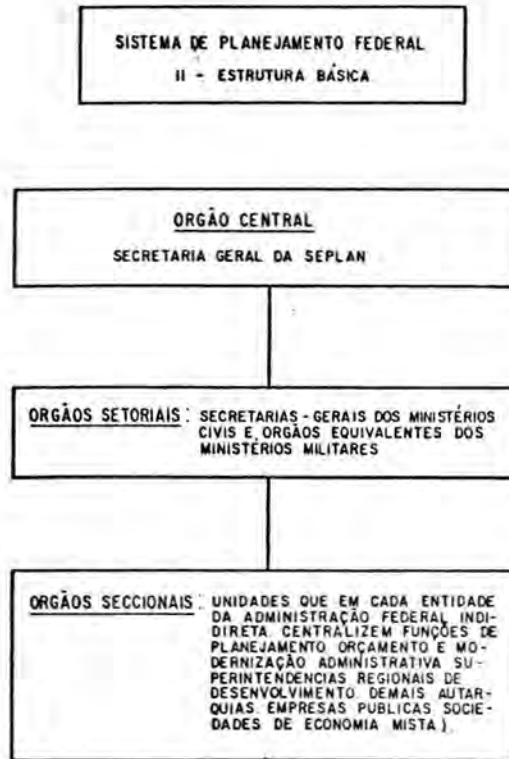 SISTEMA DE PLANEJAMENTO FEDERAL
II - ESTRUTURA BÁSICA
ORGÃO CENTRAL
SECRETARIA GERAL DA SEPLAN
ORGÃOS SETORIAIS: SECRETARIAS-GERAIS DOS MINISTÉRIOS
CIVIS E ORGÃOS EQUIVALENTES DOS
MINISTÉRIOS MILITARES
ORGÃOS SECCIONAIS: UNIDADES QUE EM CADA ENTIDADE
DA ADMINISTRAÇÃO FEDERAL INDI-
DIRETA CENTRALIZEM FUNÇÕES DE
PLANEJAMENTO ORÇAMENTO E MO-
DERNIZAÇÃO ADMINISTRATIVA SU-
PERINTENDENCIAS REGIONAIS DE
DESENVOLVIMENTO DEMAIS AUTAR-
QUIAS EMPRESAS PUBLICAS SOCIE-
DADES DE ECONOMIA MISTA)